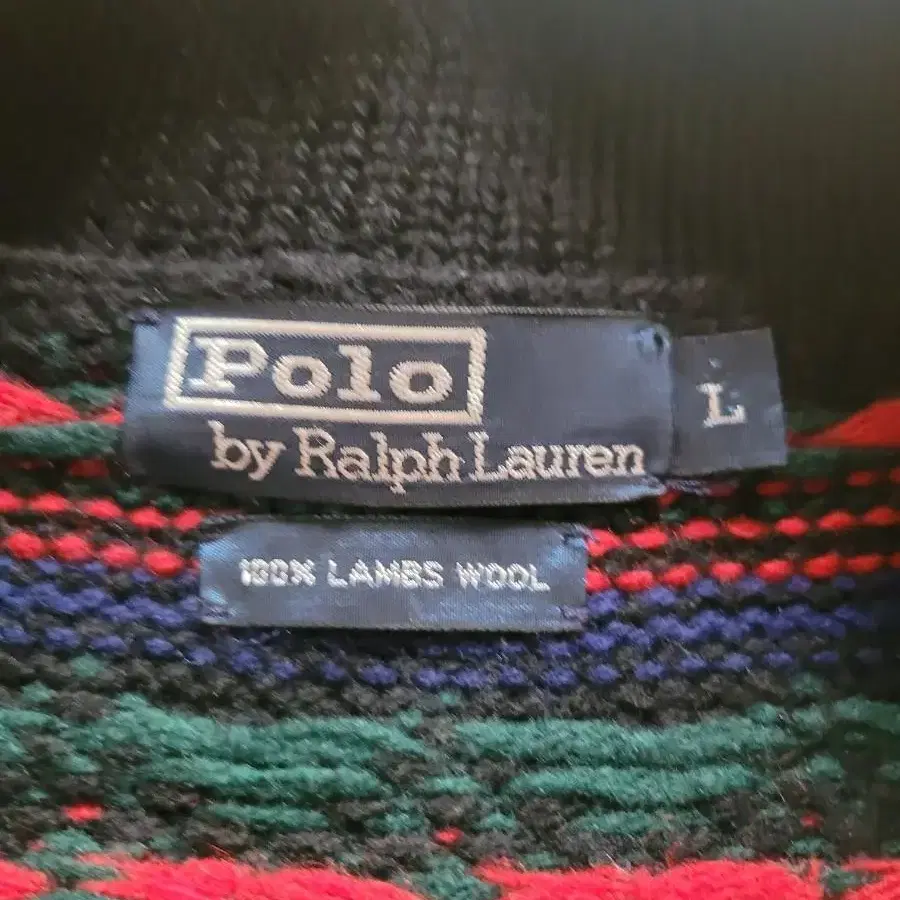 Polo
by Ralph Lauren
L
100% LAMBS WOOL